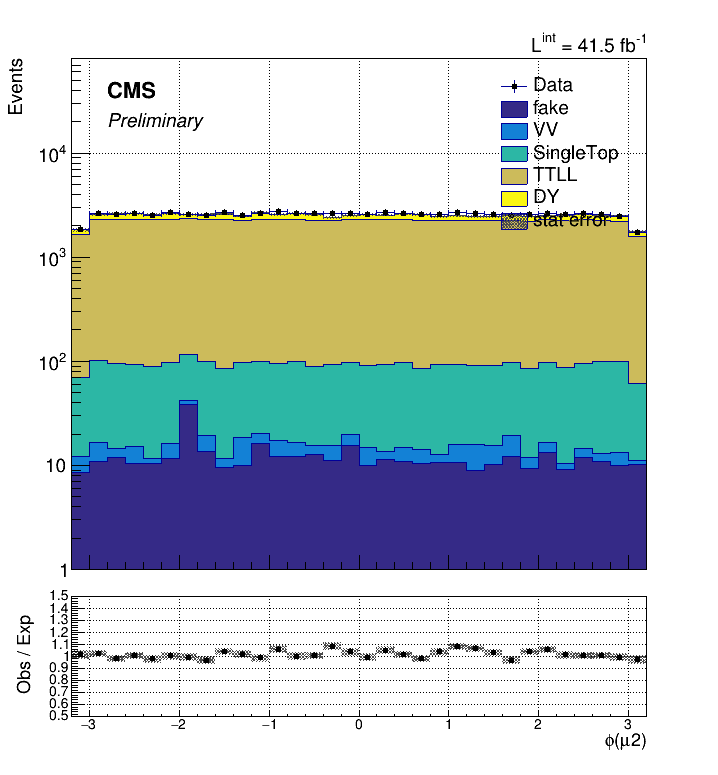 L^int = 41.5 fb^-1
Events
CMS
Preliminary
Data
fake
VV
SingleTop
TTLL
DY
stat error
10^4
10^3
10^2
10
1
Obs / Exp
1.5
1.4
1.3
1.2
1.1
1
0.9
0.8
0.7
0.6
0.5
−3 −2 −1 0 1 2 3
ϕ(μ2)